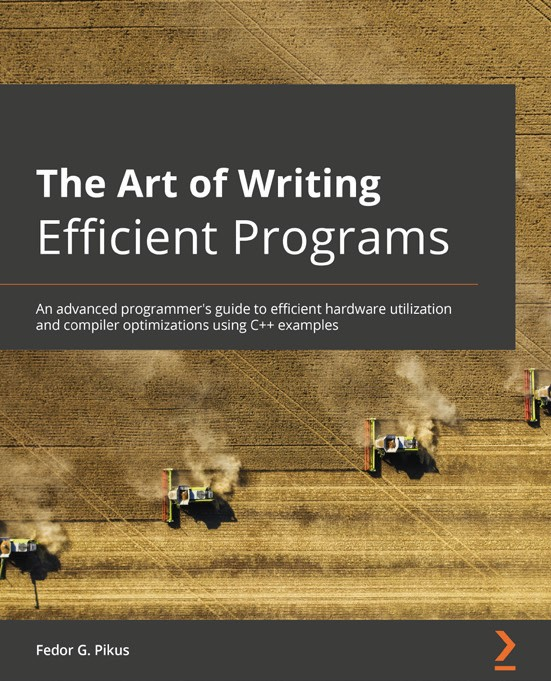 The Art of Writing
Efficient Programs
An advanced programmer's guide to efficient hardware utilization
and compiler optimizations using C++ examples
Fedor G. Pikus